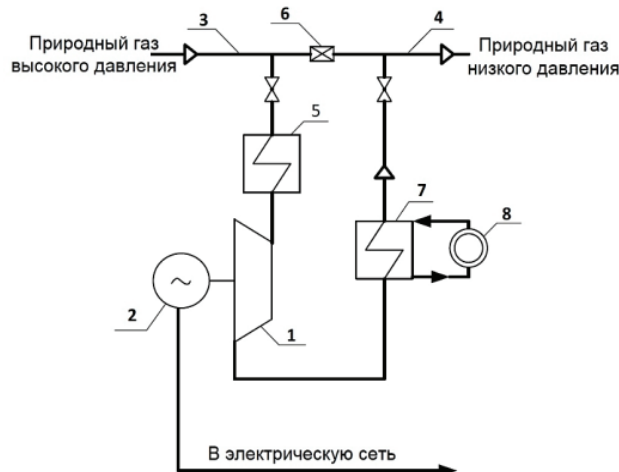 3
6
4
Природный газ
высокого давления
Природный газ
низкого давления
5
7
8
2
~
1
В электрическую сеть